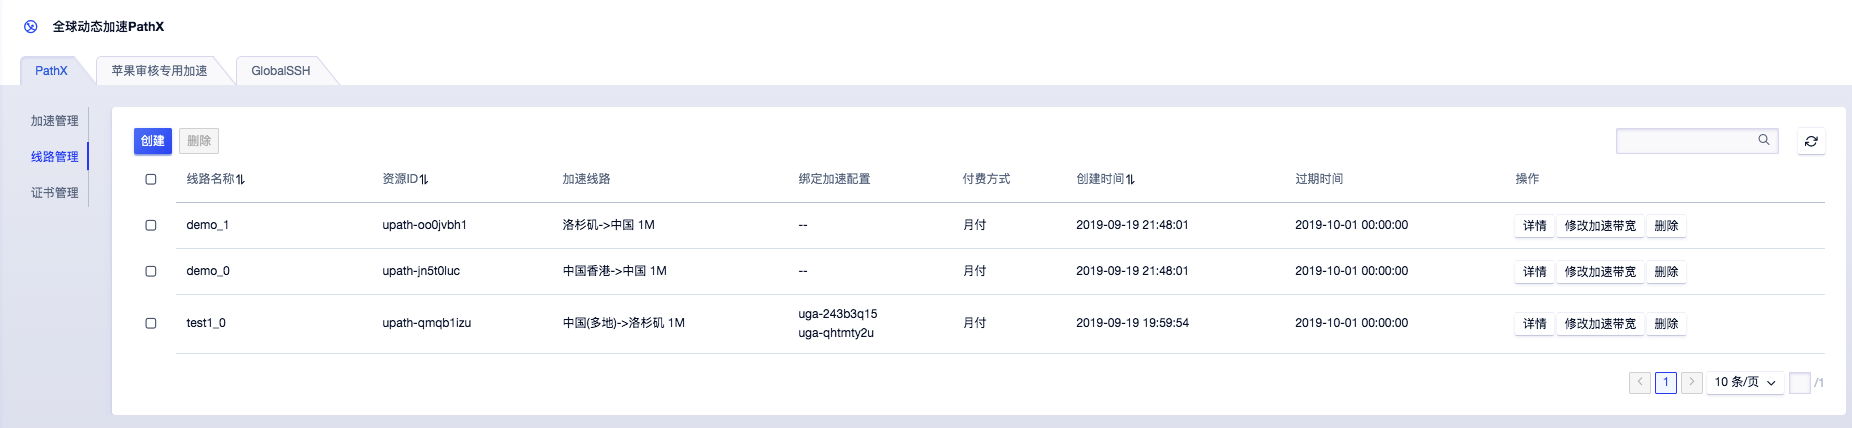 全球动态加速PathX
PathX 苹果审核专用加速 GlobalSSH
加速管理
线路管理
证书管理
创建 删除
线路名称 资源ID 加速线路 绑定加速配置 付费方式 创建时间 过期时间 操作
demo_1 upath-oo0jvbh1 洛杉矶->中国 1M -- 月付 2019-09-19 21:48:01 2019-10-01 00:00:00 详情 修改加速带宽 删除
demo_0 upath-jn5t0luc 中国香港->中国 1M -- 月付 2019-09-19 21:48:01 2019-10-01 00:00:00 详情 修改加速带宽 删除
test1_0 upath-qmqb1izu 中国(多地)->洛杉矶 1M uga-243b3q15 月付 2019-09-19 19:59:54 2019-10-01 00:00:00 详情 修改加速带宽 删除
uga-qhtmty2u
1 10 条/页 /1